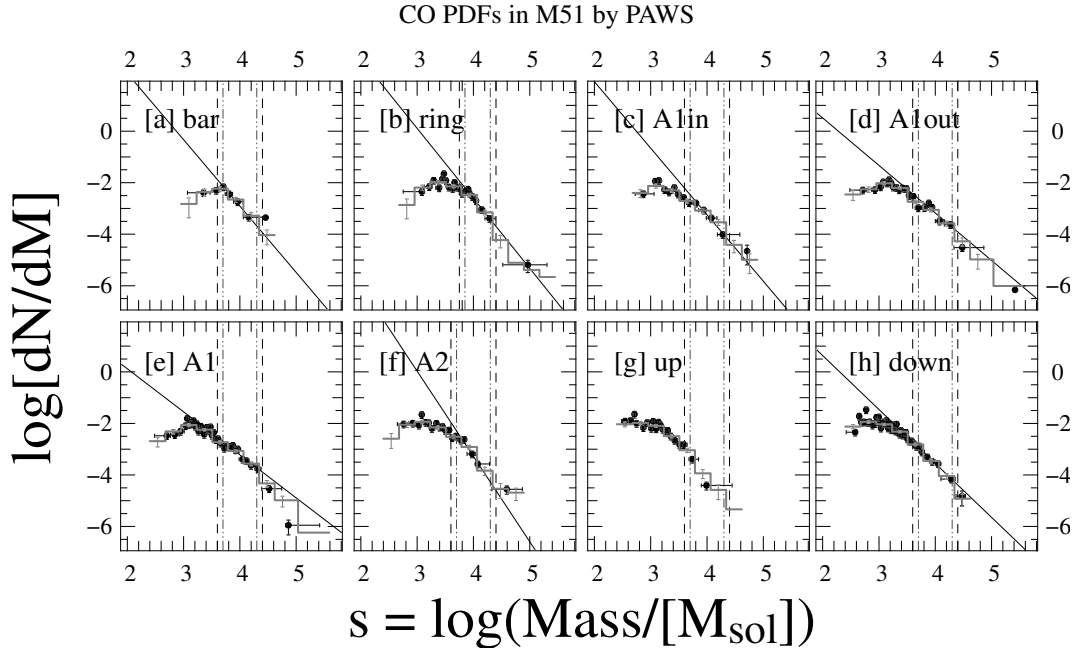 CO PDFs in M51 by PAWS
2 3 4 5 2 3 4 5 2 3 4 5 2 3 4 5
[a] bar [b] ring [c] A1in [d] A1out
0 0
−2 −2
−4 −4
−6 −6
[e] A1 [f] A2 [g] up [h] down
0 0
−2 −2
−4 −4
−6 −6
2 3 4 5 2 3 4 5 2 3 4 5 2 3 4 5
log[dN/dM]
s = log(Mass/[Msol])